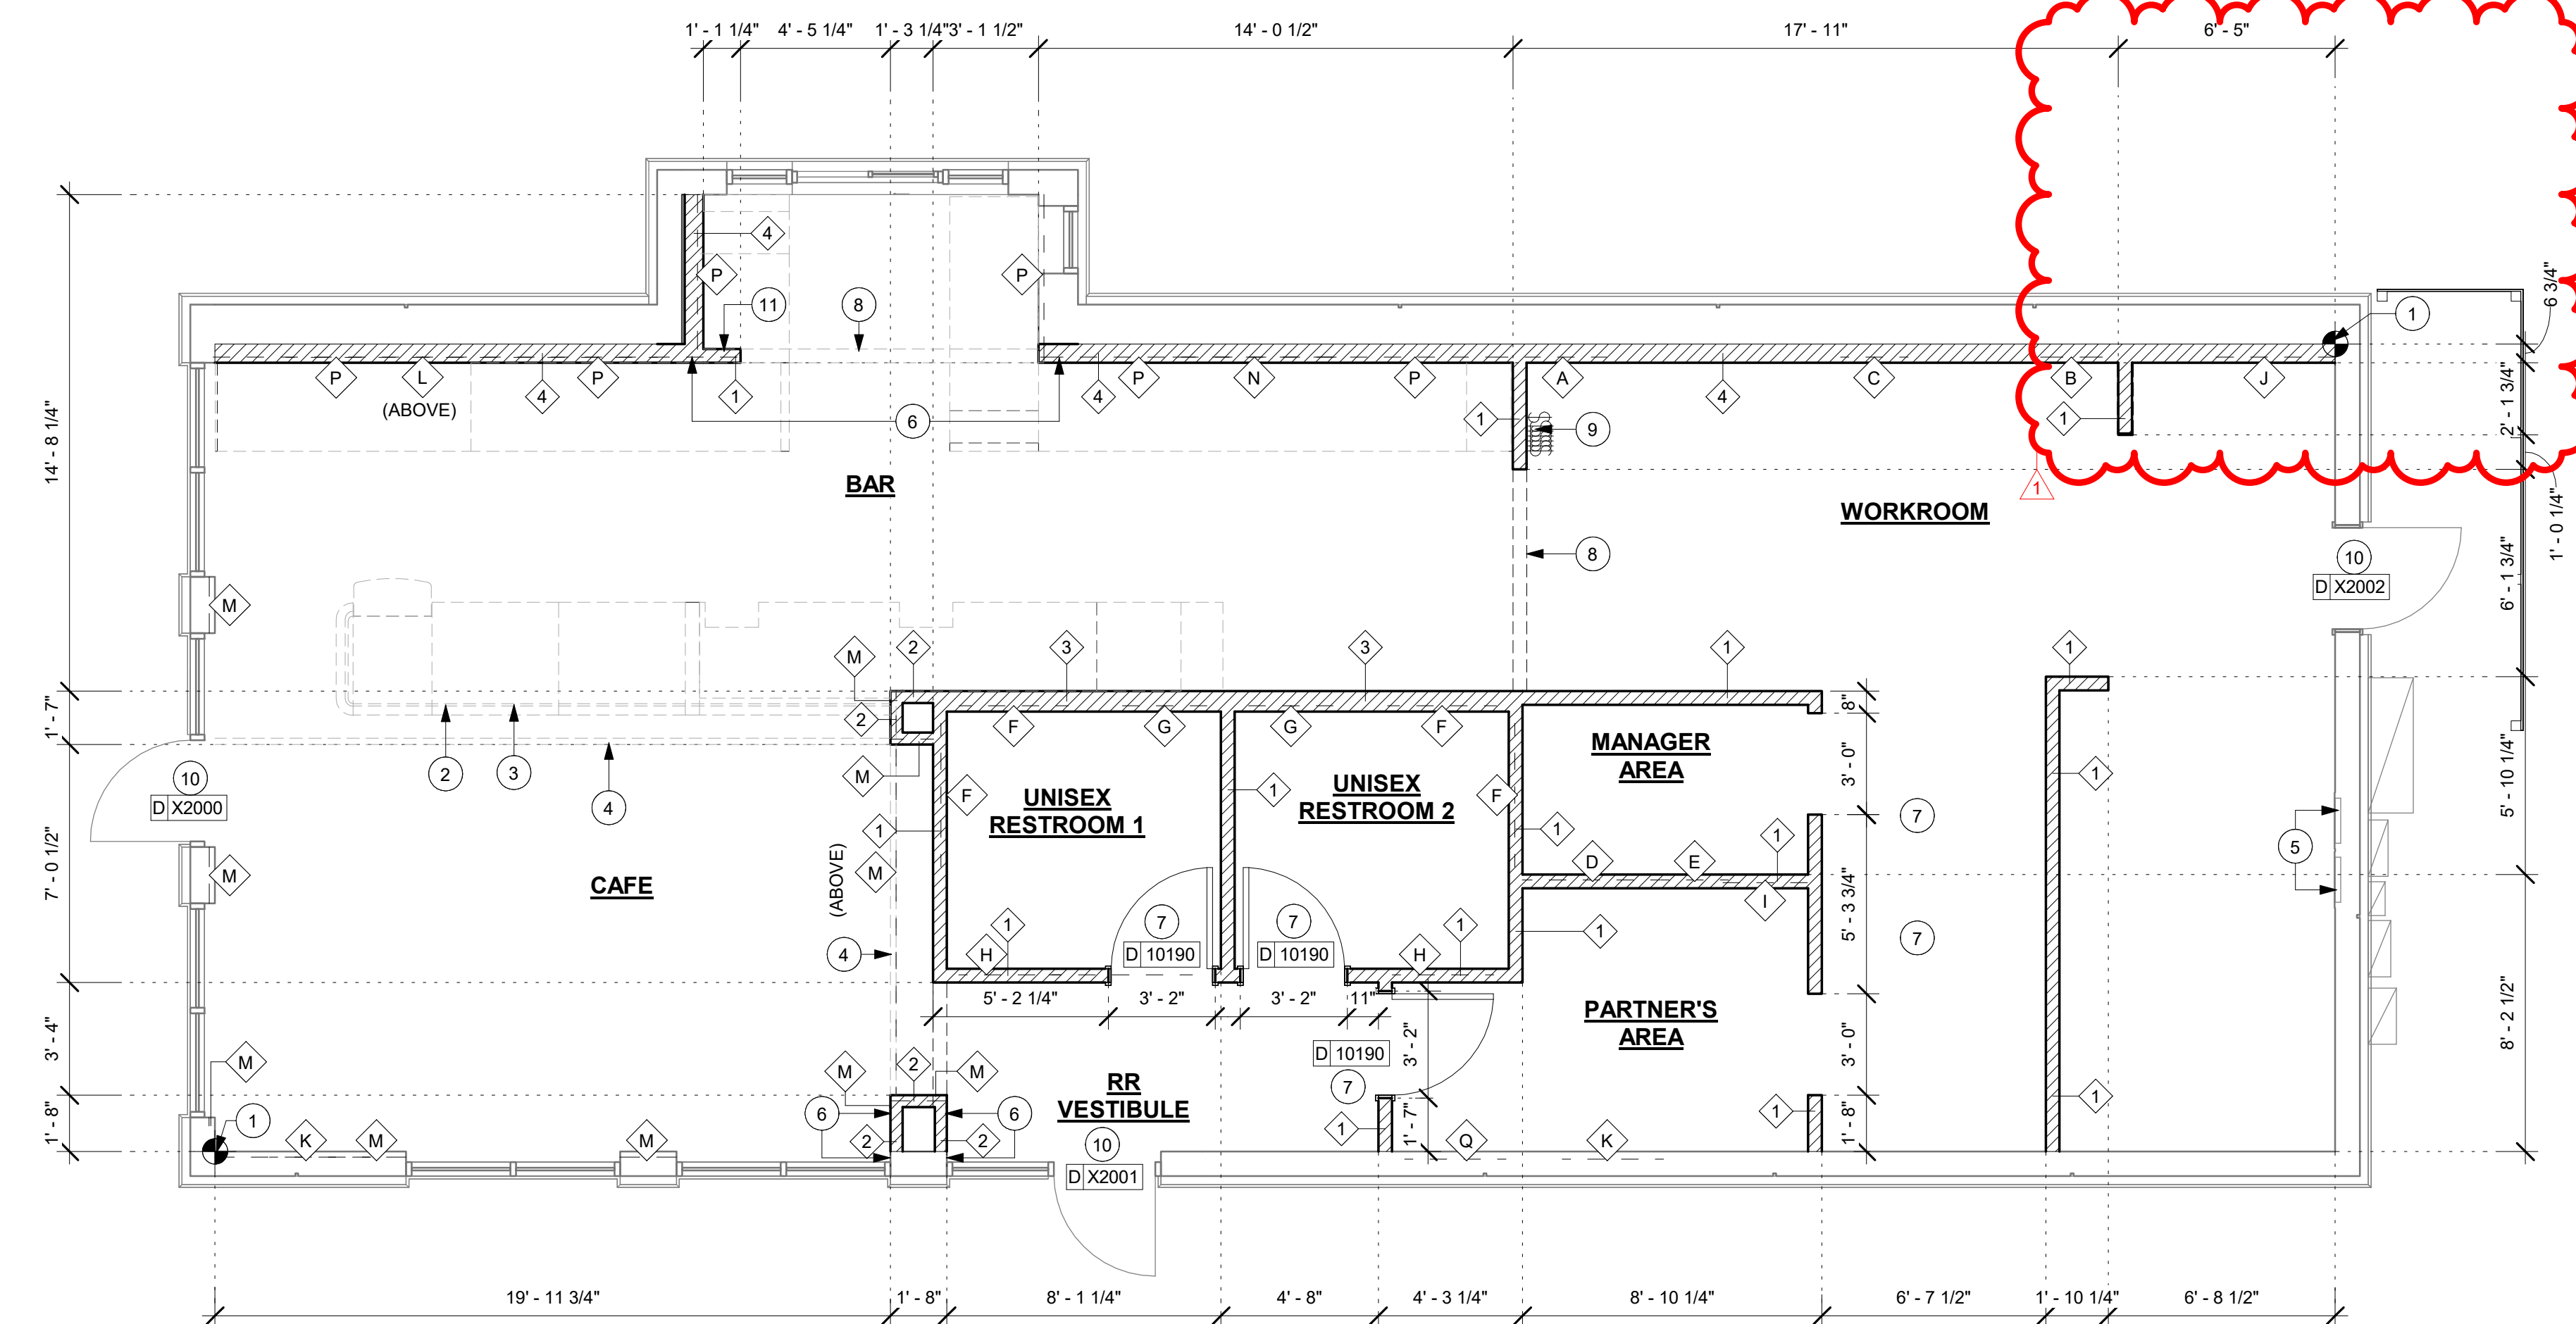 1' - 1 1/4" 4' - 5 1/4" 1' - 3 1/4" 3' - 1 1/2" 14' - 0 1/2" 17' - 11" 6' - 5"
4
P P
11 8
6 3/4"
1
P L P P N P A C B J
(ABOVE) 4 1 4 4
6 1 9 1
2' - 1 3/4"
14' - 8 1/4"
BAR
WORKROOM
1
1' - 0 1/4"
8
10
D X2002
6' - 1 3/4"
M
M 2 3 3 1 1
1' - 7"
2
F G G F
8"
MANAGER
AREA
2 3
10
D X2000
4
M
F
UNISEX
RESTROOM 1
1
UNISEX
RESTROOM 2
F
3' - 0"
1
5' - 10 1/4"
7
1
1
1
5
7' - 0 1/2"
M
CAFE
(ABOVE)
M
D E
I
5' - 3 3/4"
4
H
1
7
D 10190
7
D 10190
H
1
1
7
5' - 2 1/4" 3' - 2" 3' - 2" 11"
PARTNER'S
AREA
3' - 4"
3' - 2"
3' - 0"
8' - 2 1/2"
D 10190
7
M
M 2 M
RR
VESTIBULE
1
1' - 8"
1
6 6
K M M
2 2
10
D X2001
1
1' - 7"
Q K
1
1' - 8"
19' - 11 3/4" 1' - 8" 8' - 1 1/4" 4' - 8" 4' - 3 1/4" 8' - 10 1/4" 6' - 7 1/2" 1' - 10 1/4" 6' - 8 1/2"